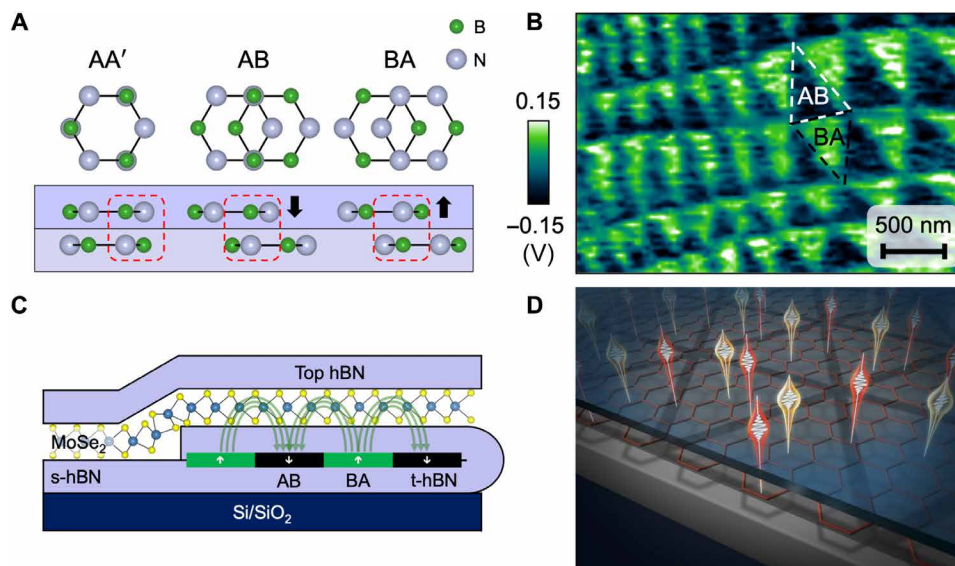 A
B
N
AA′
AB
BA
B
0.15
−0.15
(V)
AB
BA
500 nm
C
Top hBN
MoSe2
s-hBN
AB
BA
t-hBN
Si/SiO2
D